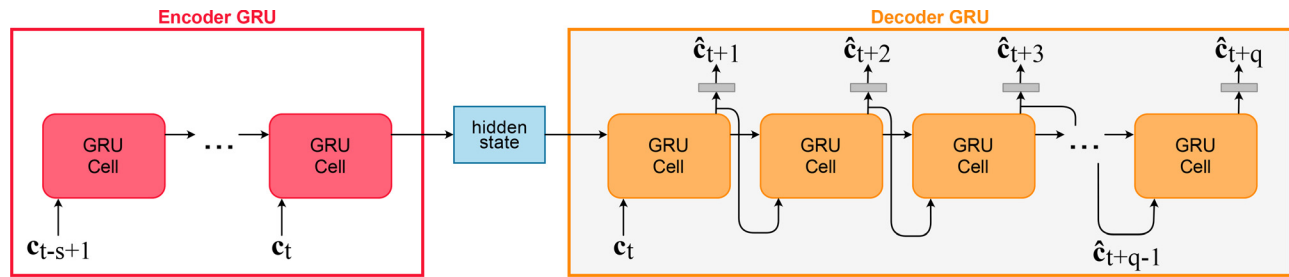 Encoder GRU
Decoder GRU
ĉt+1
ĉt+2
ĉt+3
ĉt+q
GRU
Cell
...
GRU
Cell
hidden
state
GRU
Cell
GRU
Cell
GRU
Cell
...
GRU
Cell
ct-s+1
ct
ct
ĉt+q-1